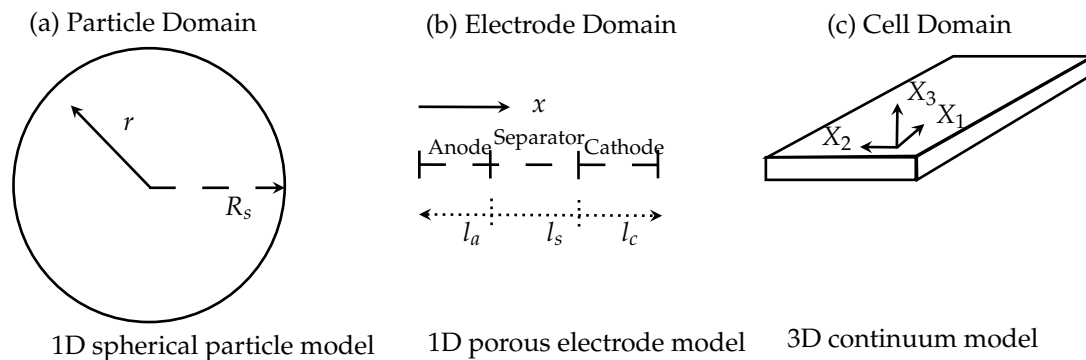 (a) Particle Domain
(b) Electrode Domain
(c) Cell Domain
r
R_s
x
Anode Separator Cathode
l_a l_s l_c
X_3
X_1
X_2
1D spherical particle model
1D porous electrode model
3D continuum model